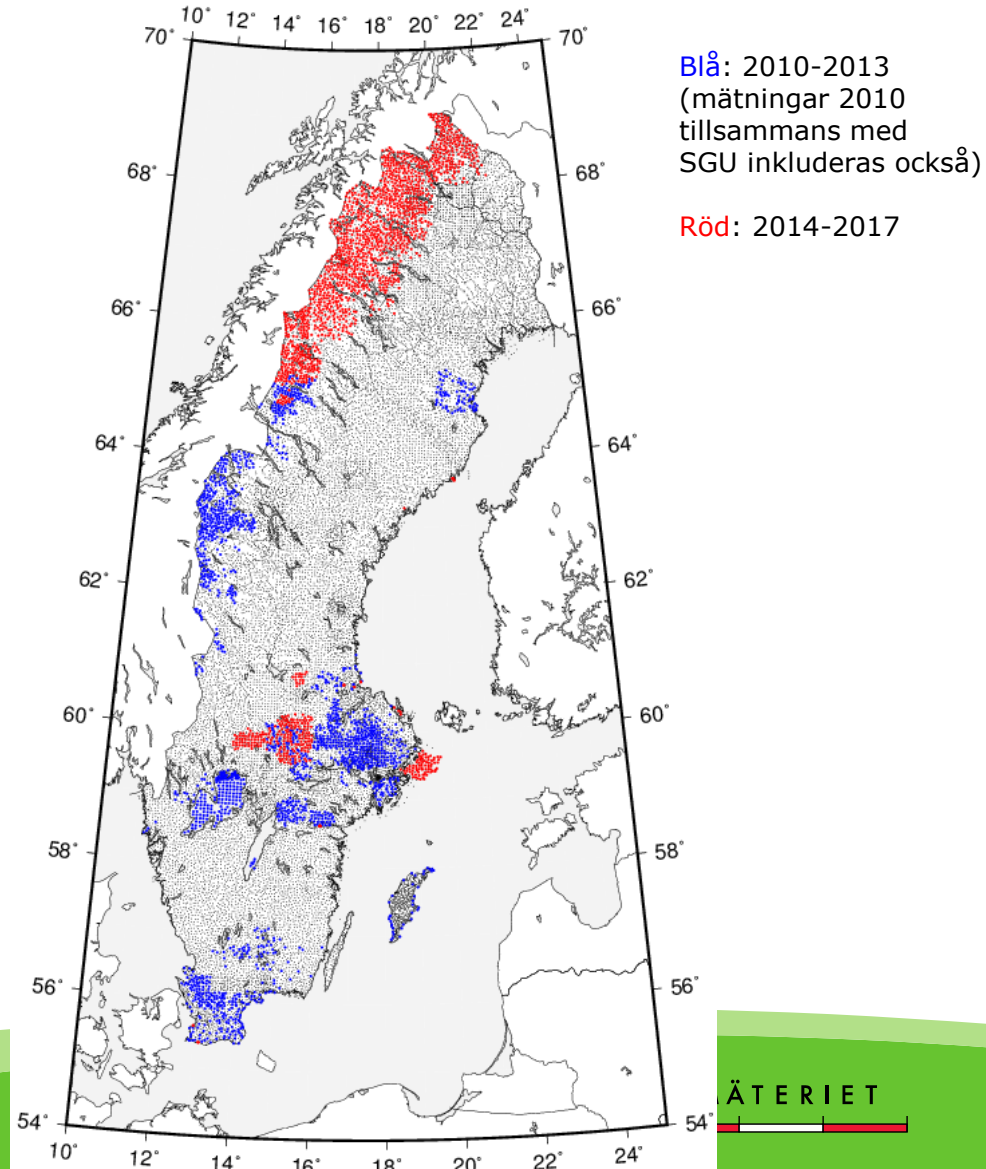 10° 12° 14° 16° 18° 20° 22° 24°
70° 70°
Blå: 2010-2013
(mätningar 2010
tillsammans med
SGU inkluderas också)
68° 68°
Röd: 2014-2017
66° 66°
64° 64°
62° 62°
60° 60°
58° 58°
56° 56°
ÄTERIET
54° 54°
10° 12° 14° 16° 18° 20° 22° 24°